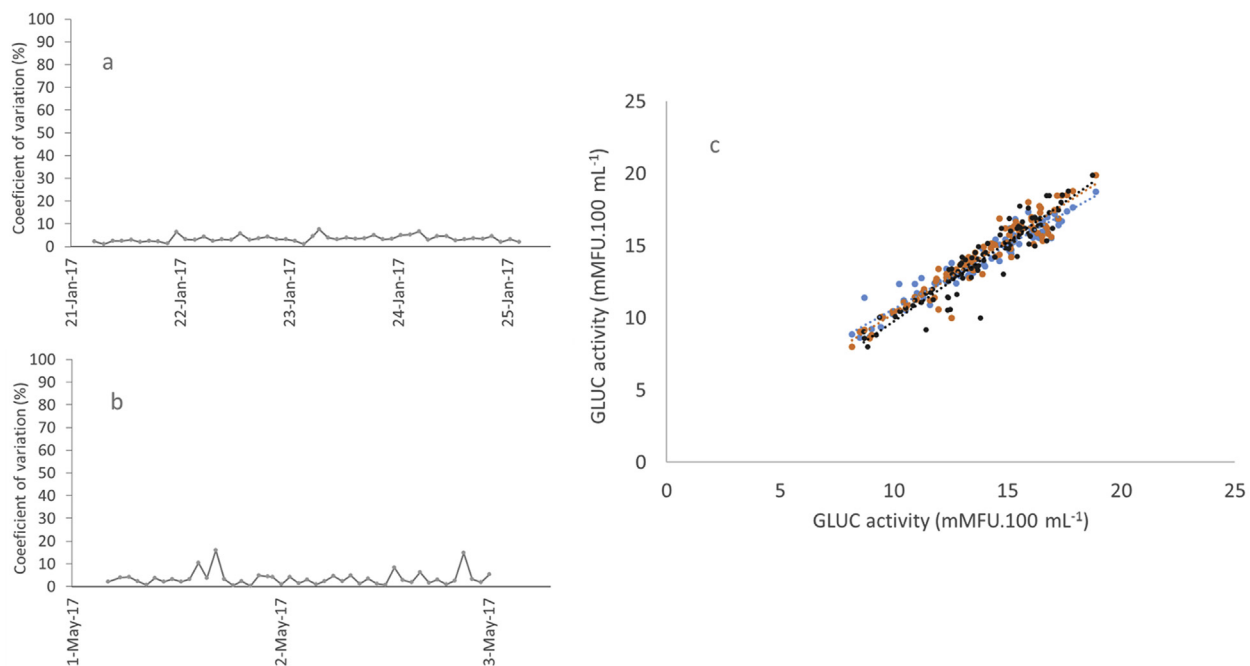 a
Coeeficient of variation (%)
100
90
80
70
60
50
40
30
20
10
0
21-Jan-17
22-Jan-17
23-Jan-17
24-Jan-17
25-Jan-17
b
Coeeficient of variation (%)
100
90
80
70
60
50
40
30
20
10
0
1-May-17
2-May-17
3-May-17
c
GLUC activity (mMFU.100 mL⁻¹)
25
20
15
10
5
0
0 5 10 15 20 25
GLUC activity (mMFU.100 mL⁻¹)